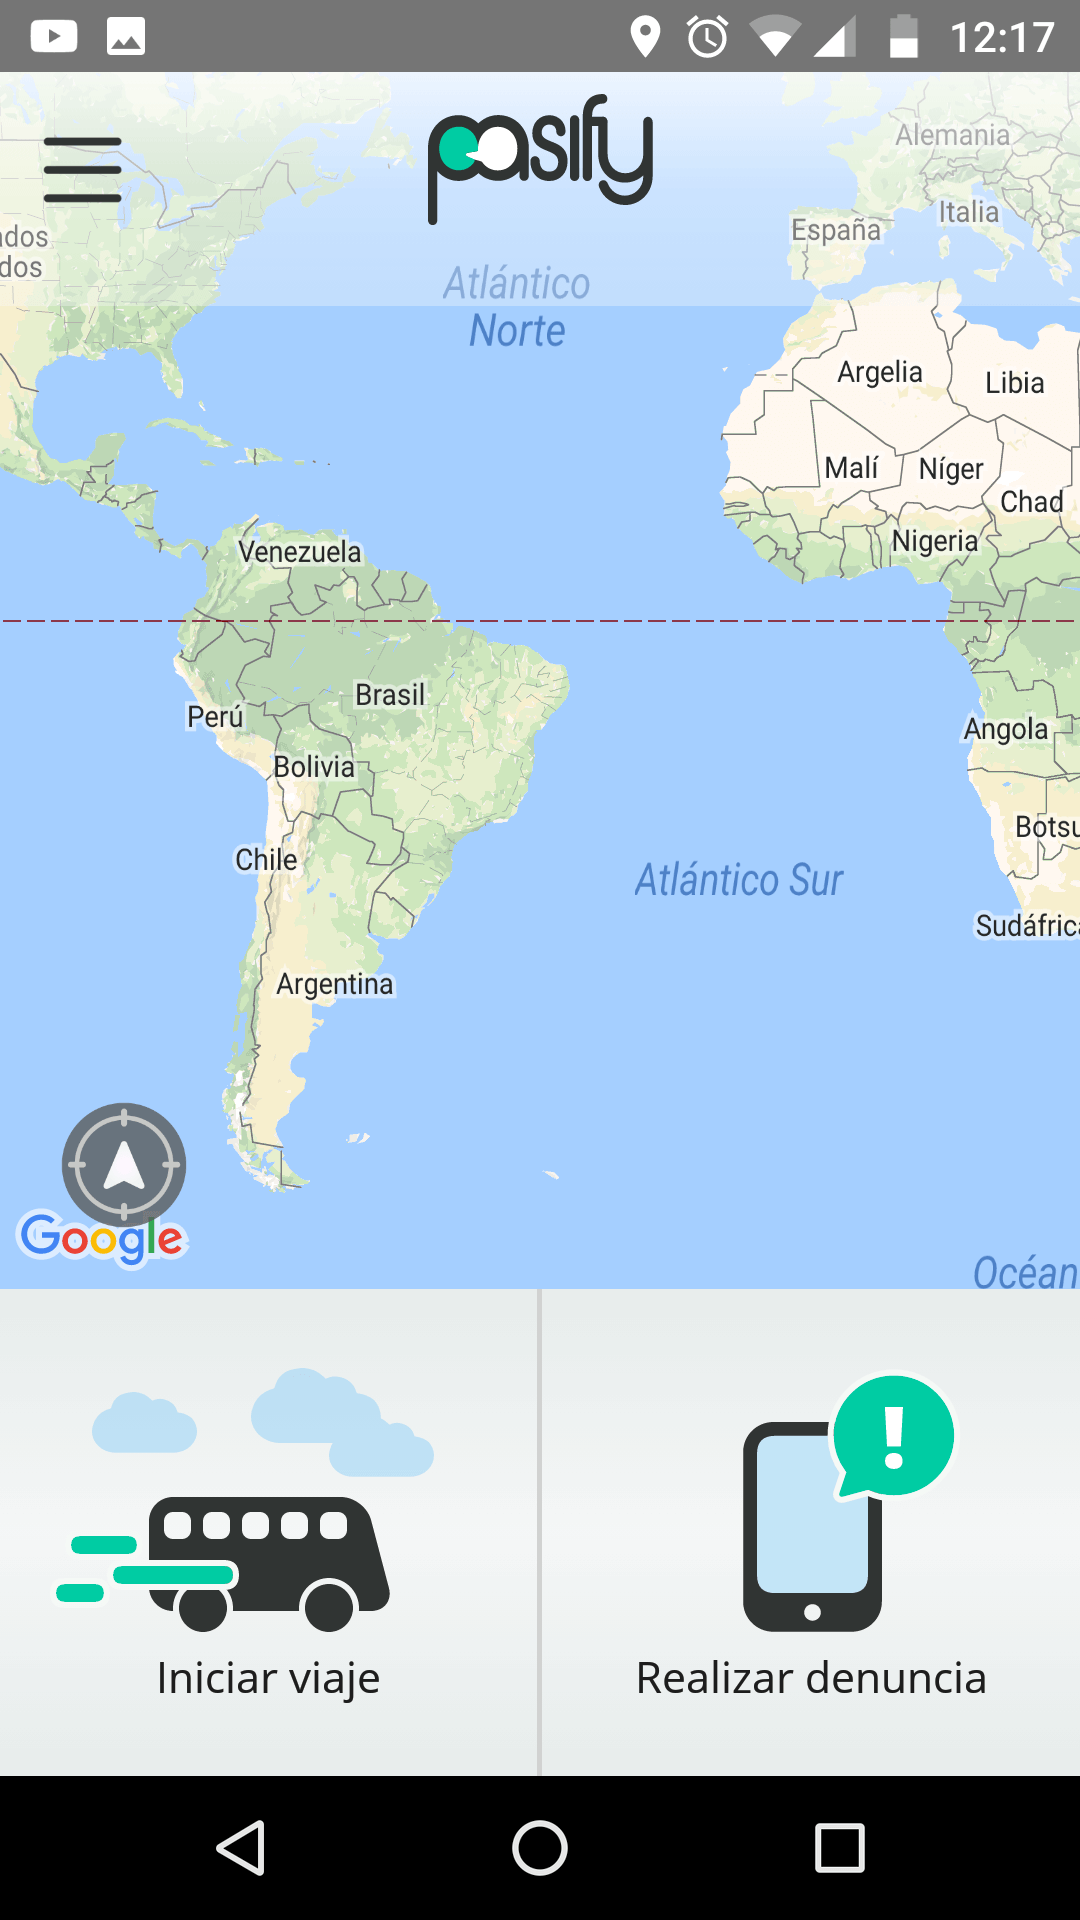 12:17
pasify
Alemania
Italia
España
ados
dos
Atlántico
Norte
Argelia
Libia
Malí
Níger
Chad
Nigeria
Venezuela
Brasil
Perú
Bolivia
Angola
Botsu
Chile
Atlántico Sur
Sudáfrica
Argentina
Google
Océan
!
Iniciar viaje
Realizar denuncia